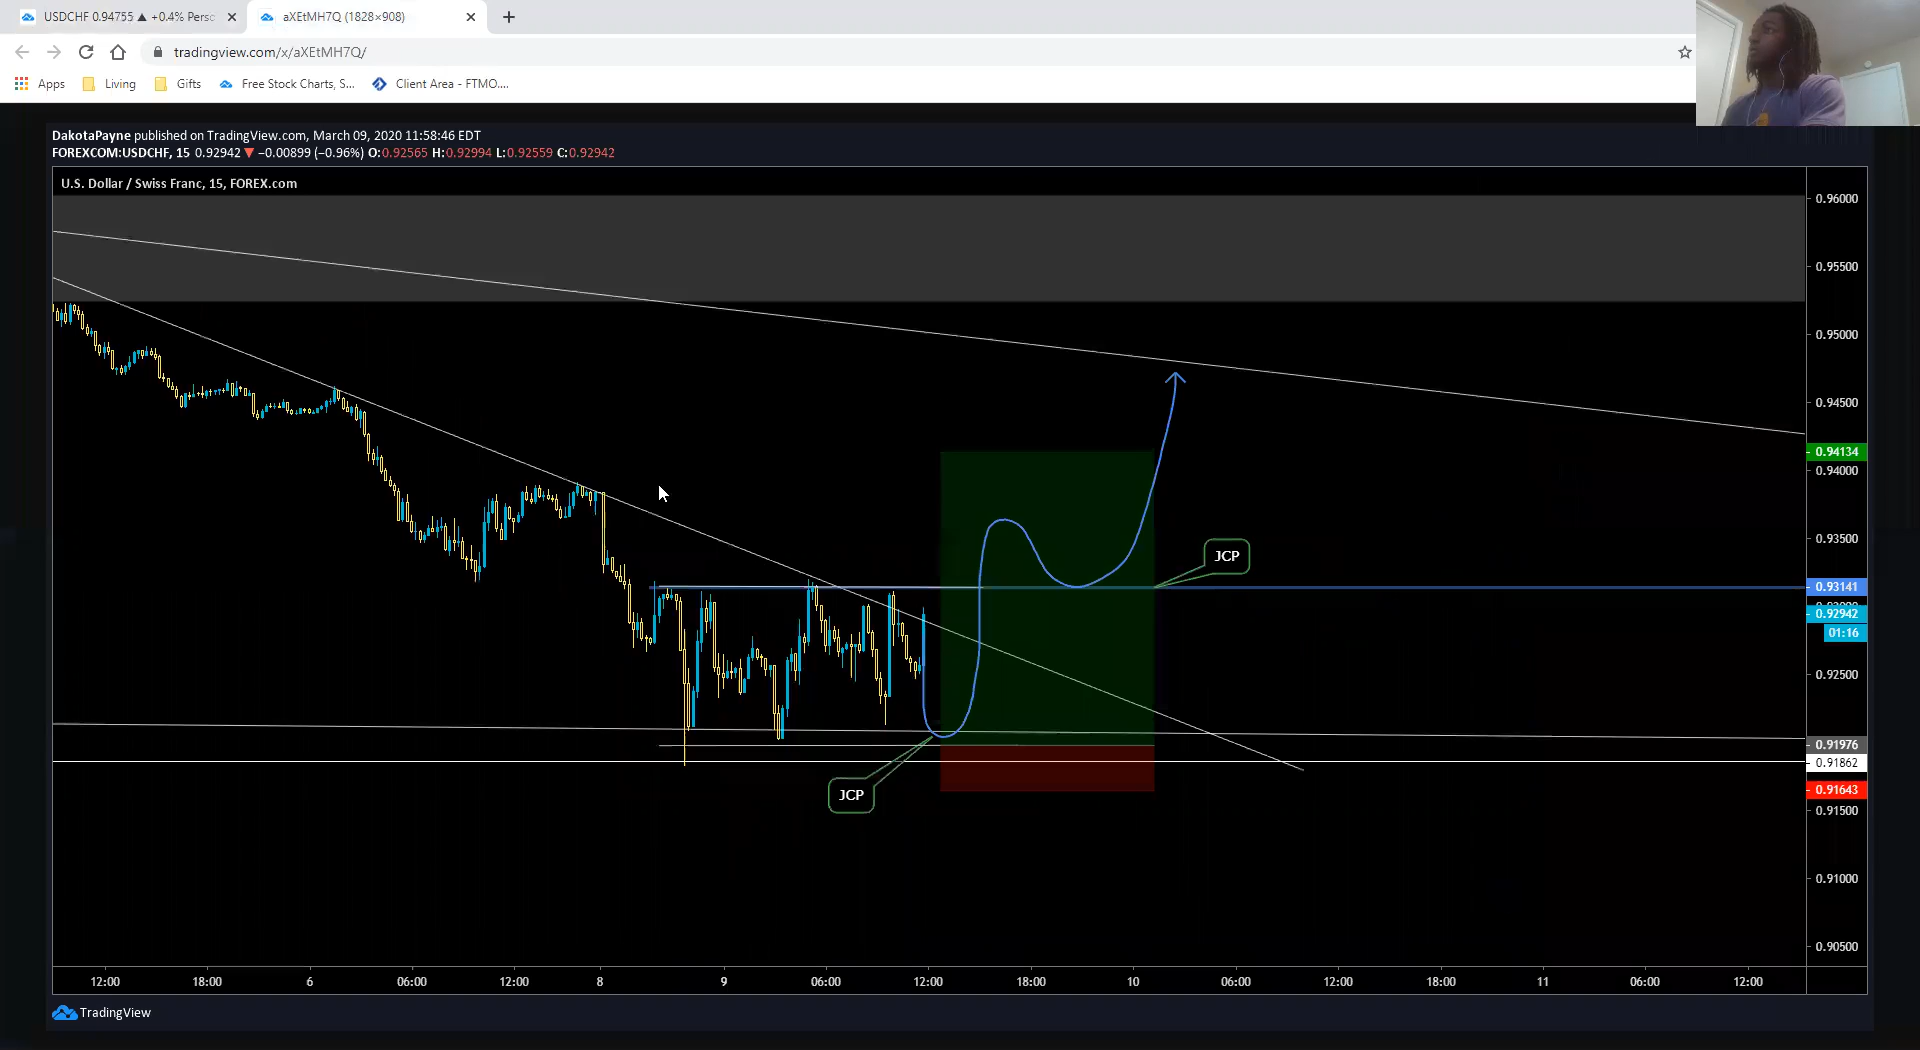 USDCHF 0.94755 ▲ +0.4% Persc
aXEtMH7Q (1828×908)
tradingview.com/x/aXEtMH7Q/
Apps
Living
Gifts
Free Stock Charts, S...
Client Area - FTMO....
DakotaPayne published on TradingView.com, March 09, 2020 11:58:46 EDT
FOREXCOM:USDCHF, 15 0.92942 ▼ −0.00899 (−0.96%) O:0.92565 H:0.92994 L:0.92559 C:0.92942
U.S. Dollar / Swiss Franc, 15, FOREX.com
0.96000
0.95500
0.95000
0.94500
0.94134
0.94000
0.93500
JCP
0.93141
0.92942
01:16
0.92500
0.91976
0.91862
0.91643
JCP
0.91500
0.91000
0.90500
12:00 18:00 6 06:00 12:00 8 9 06:00 12:00 18:00 10 06:00 12:00 18:00 11 06:00 12:00
TradingView